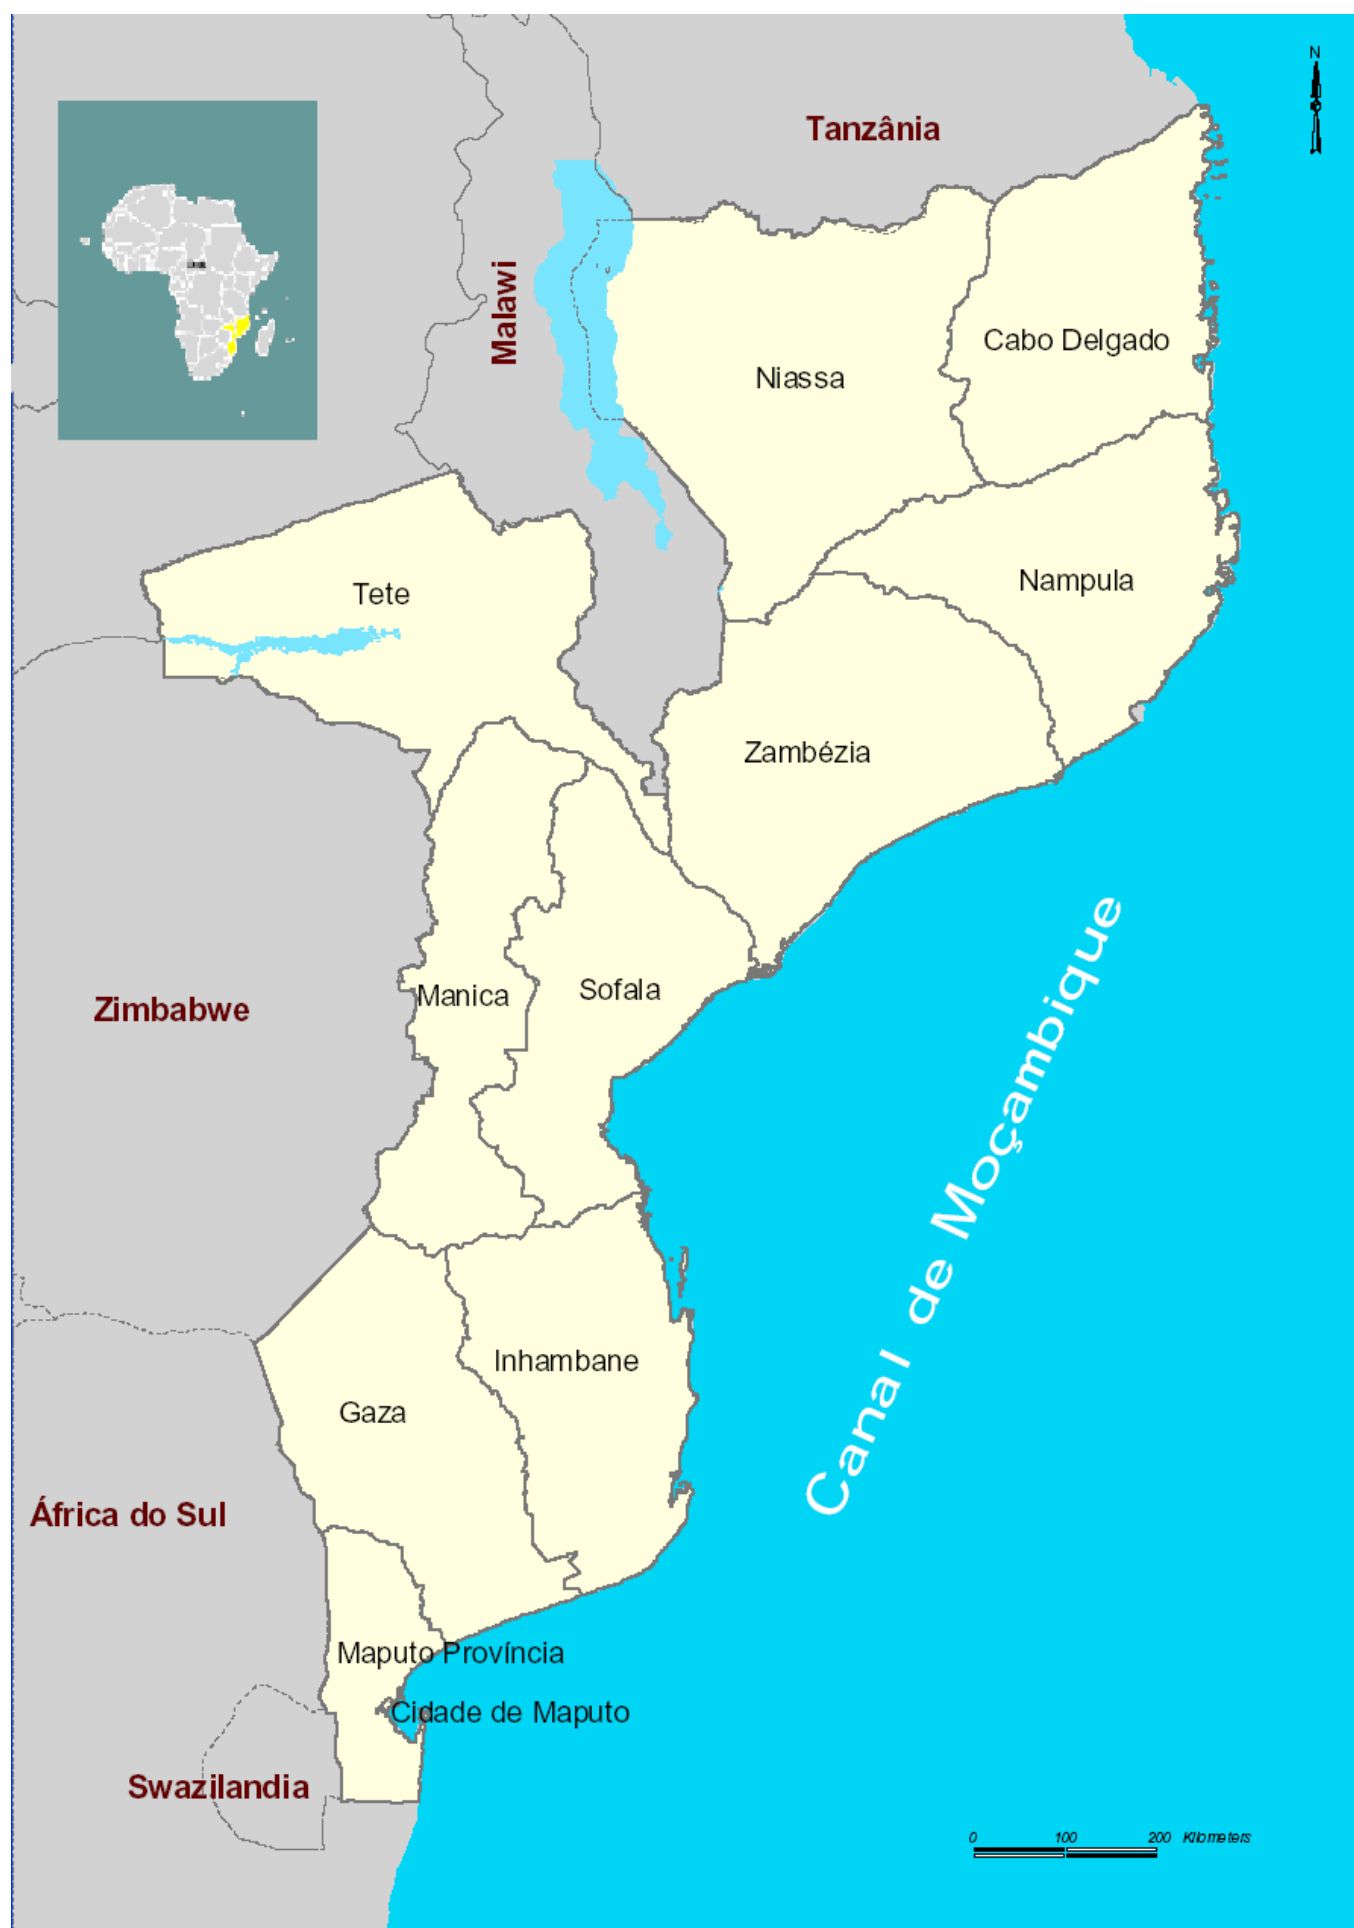 N
Tanzânia
Malawi
Cabo Delgado
Niassa
Nampula
Tete
Zambézia
Manica
Sofala
Zimbabwe
Canal de Moçambique
Inhambane
Gaza
África do Sul
Maputo Província
Cidade de Maputo
Swazilandia
0 100 200 Kilometers